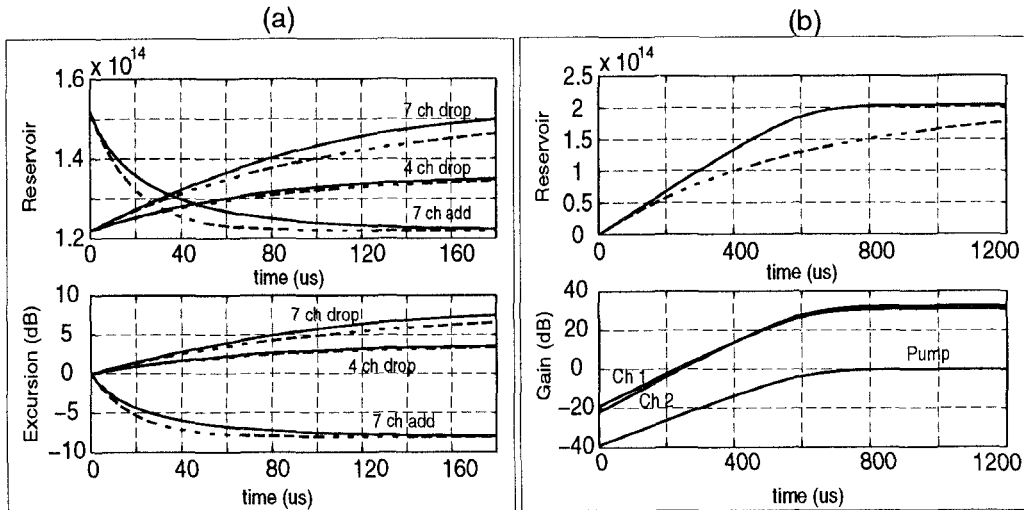 (a)
x 10^14
1.6
1.4
1.2
Reservoir
7 ch drop
4 ch drop
7 ch add
0 40 80 120 160
time (us)
10
5
0
−5
−10
Excursion (dB)
7 ch drop
4 ch drop
7 ch add
0 40 80 120 160
time (us)
(b)
x 10^14
2.5
2
1.5
1
0.5
0
Reservoir
0 400 800 1200
time (us)
40
20
0
−20
−40
Gain (dB)
Ch 1
Ch 2
Pump
0 400 800 1200
time (us)